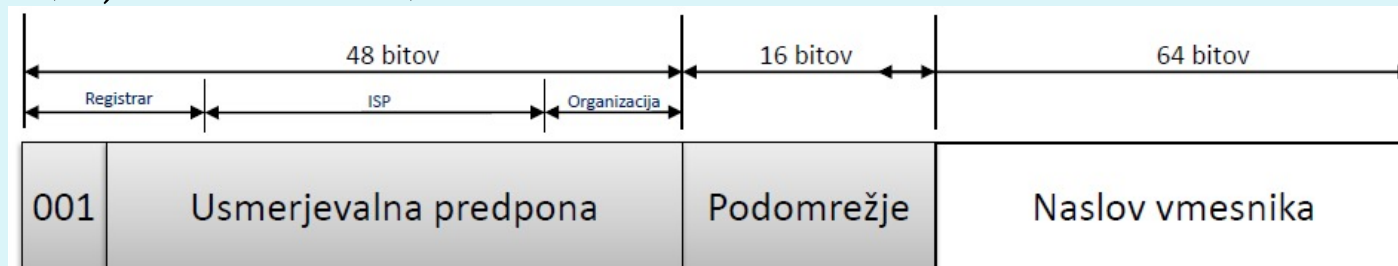 48 bitov 16 bitov 64 bitov
Registrar ISP Organizacija
001 Usmerjevalna predpona Podomrežje Naslov vmesnika